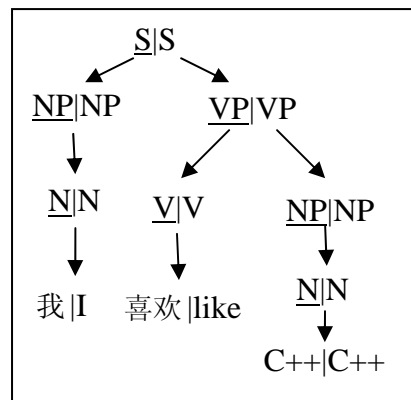 S|S
NP|NP VP|VP
N|N V|V NP|NP
我|I 喜欢|like N|N
C++|C++